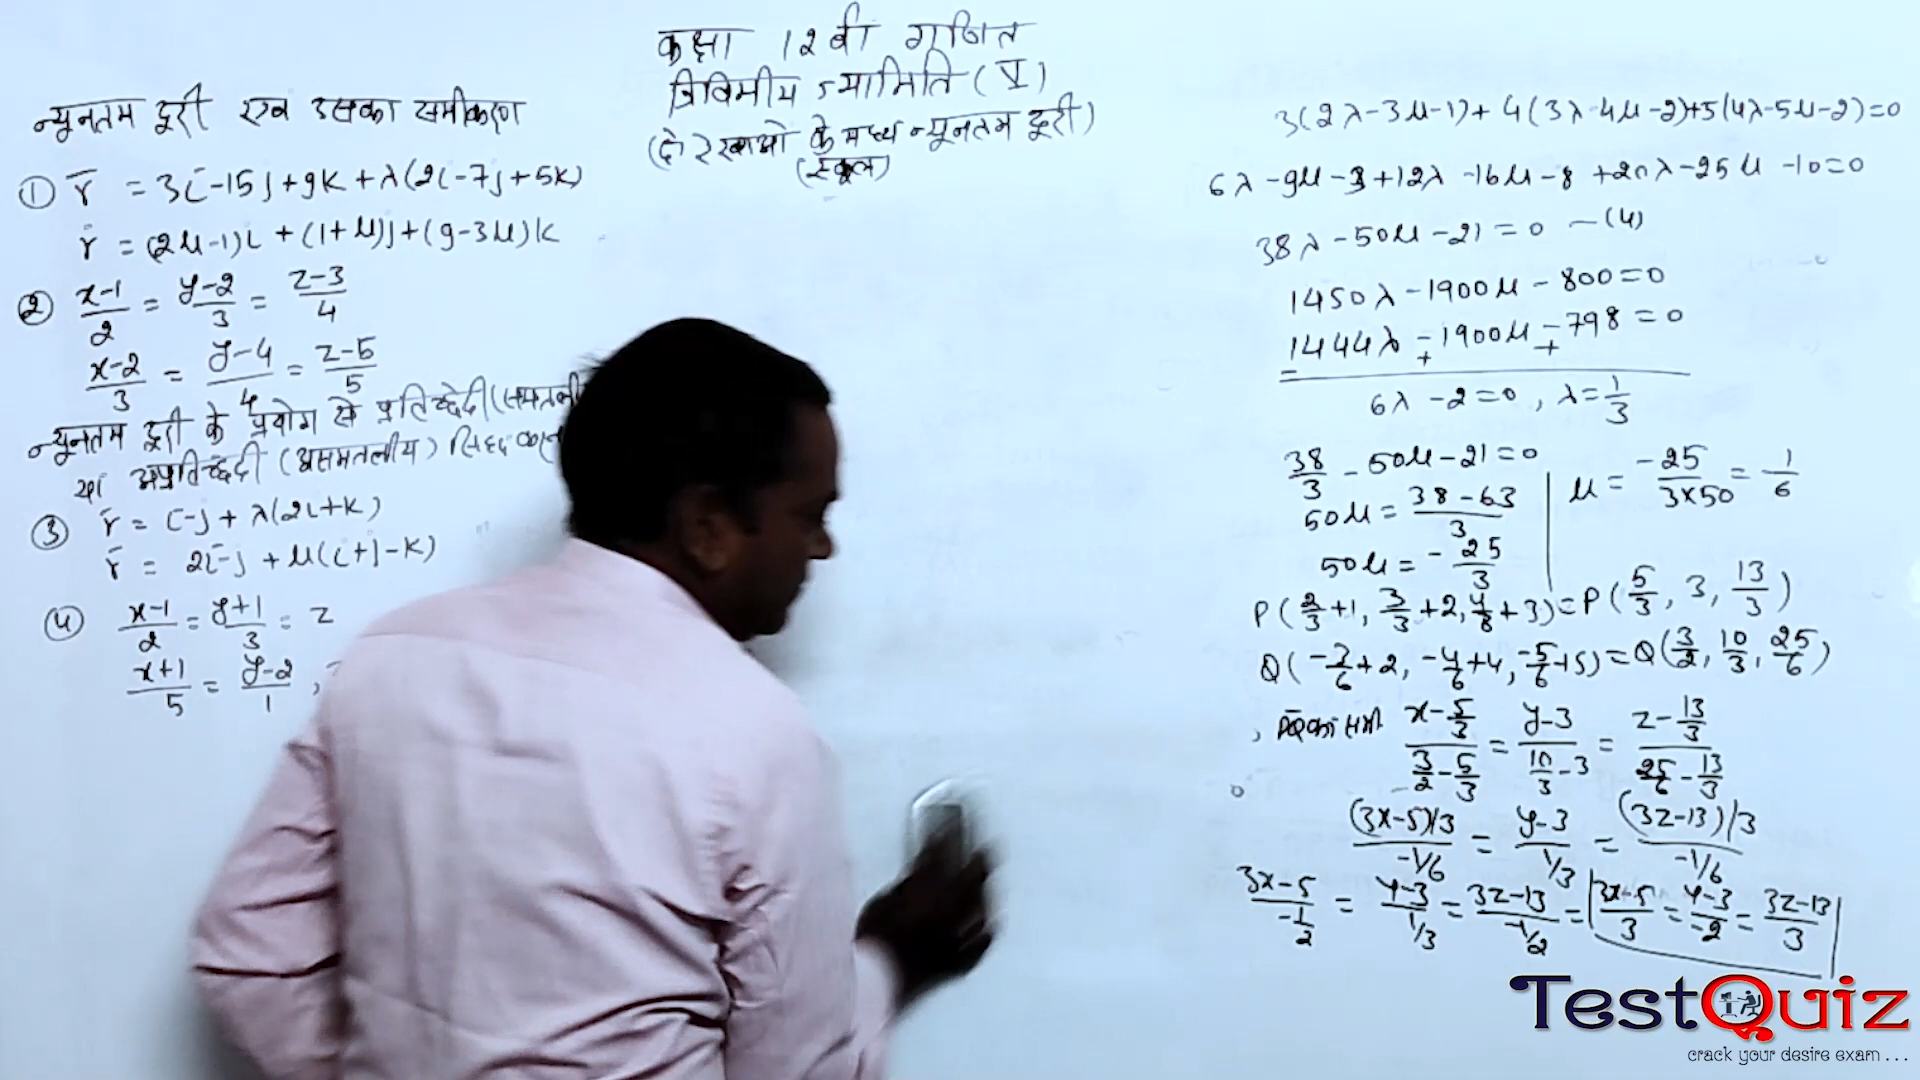 कक्षा 12वी गणित
त्रिविमीय ज्यामिति (V)
(दो रेखाओ के मध्य न्यूनतम दूरी)
(स्कूल)
न्यूनतम दूरी एवं उसका समीकरण
① r̅ = 3i-15j+9k+λ(2i-7j+5k)
r̅ = (2μ-1)i + (1+μ)j+(9-3μ)k
② (x-1)/2 = (y-2)/3 = (z-3)/4
(x-2)/3 = (y-4)/4 = (z-5)/5
न्यूनतम दूरी के प्रयोग से प्रतिच्छेदी
या अप्रतिच्छेदी (असमतलीय) सिद्ध
③ r̅ = i-j+λ(2i+k)
r̅ = 2i-j+μ(i+j-k)
④ (x-1)/2 = (y+1)/3 = z
(x+1)/5 = (y-2)/1 ,
3(2λ-3μ-1)+4(3λ-4μ-2)+5(4λ-5μ-2)=0
6λ-9μ-3+12λ-16μ-8+20λ-25μ-10=0
38λ-50μ-21=0 —(4)
1450λ-1900μ-800=0
1444λ-1900μ-798=0
- + +
6λ-2=0, λ=1/3
38/3-50μ-21=0
50μ = (38-63)/3
50μ = -25/3
μ = -25/(3×50) = -1/6
P(2/3+1, 3/3+2, 4/3+3)=P(5/3, 3, 13/3)
Q(-3/6+2, -4/6+4, -5/6+5)=Q(3/2, 10/3, 25/6)
PQ का समी (x-5/3)/(3/2-5/3) = (y-3)/(10/3-3) = (z-13/3)/(25/6-13/3)
((3x-5)/3)/(-1/6) = (y-3)/(1/3) = ((3z-13)/3)/(-1/6)
(3x-5)/(-1/2) = (y-3)/(1/3) = (3z-13)/(-1/2) = (3x-5)/3 = (y-3)/-2 = (3z-13)/3
TestQuiz
crack your desire exam . . .